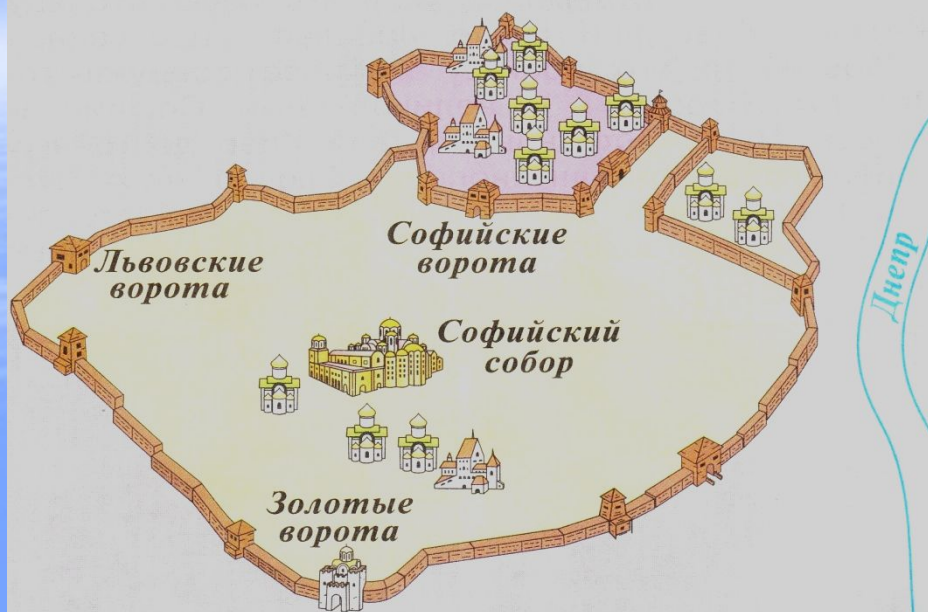 Софийские
ворота
Львовские
ворота
Днепр
Софийский
собор
Золотые
ворота